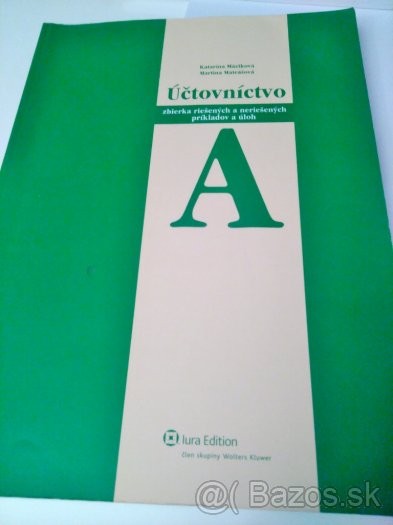 Katarína Máziková
Martina Mateášová
Účtovníctvo
zbierka riešených a neriešených
príkladov a úloh
A
Iura Edition
člen skupiny Wolters Kluwer
@( Bazos.sk